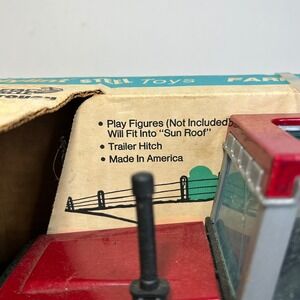 STEEL Toys FAR
• Play Figures (Not Included)
Will Fit Into "Sun Roof"
• Trailer Hitch
• Made In America